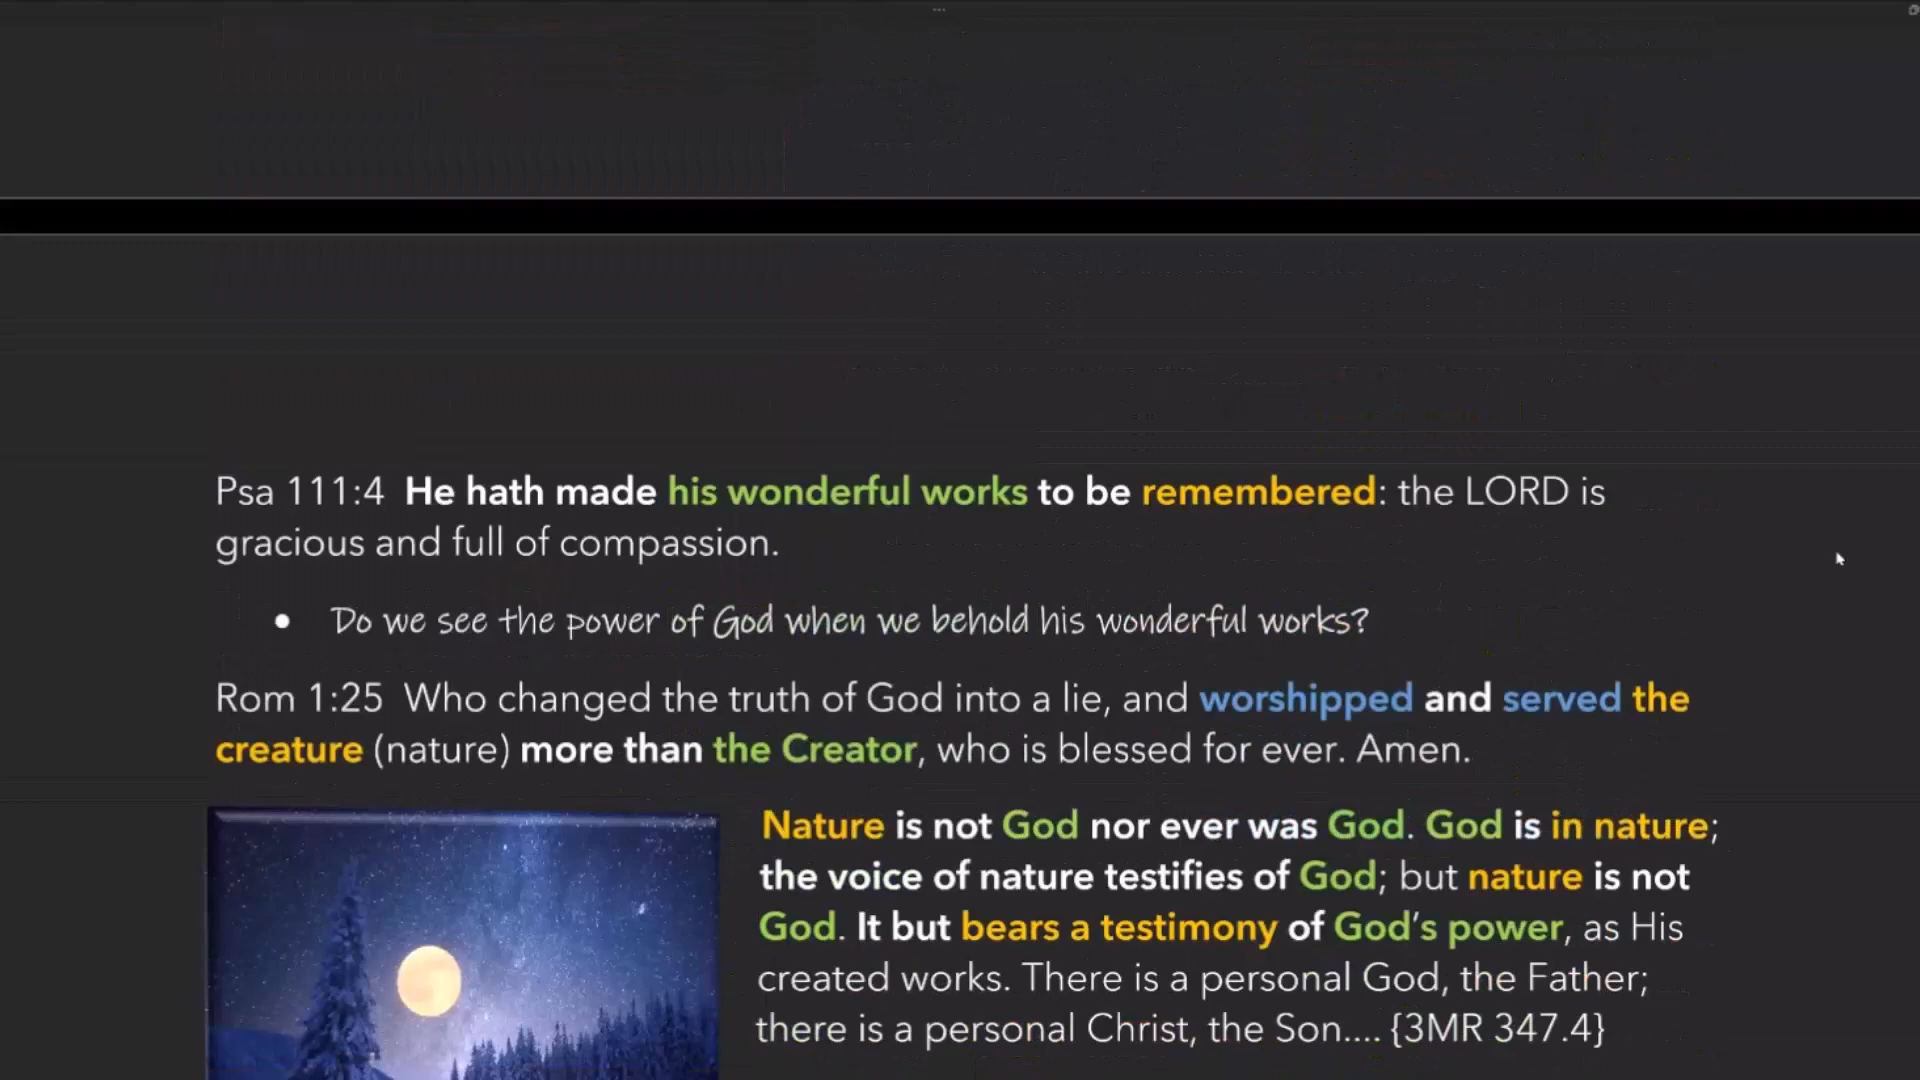 Psa 111:4  He hath made his wonderful works to be remembered: the LORD is
gracious and full of compassion.
• Do we see the power of God when we behold his wonderful works?
Rom 1:25  Who changed the truth of God into a lie, and worshipped and served the
creature (nature) more than the Creator, who is blessed for ever. Amen.
Nature is not God nor ever was God. God is in nature;
the voice of nature testifies of God; but nature is not
God. It but bears a testimony of God's power, as His
created works. There is a personal God, the Father;
there is a personal Christ, the Son.... {3MR 347.4}